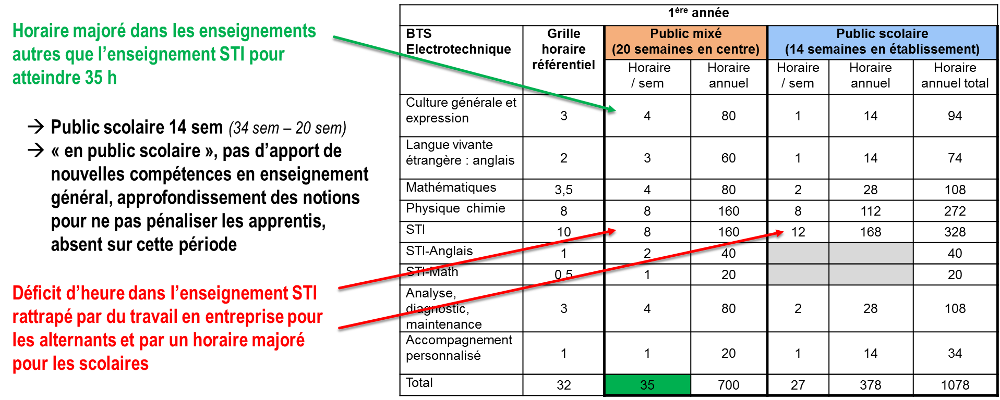 Horaire majoré dans les enseignements
autres que l’enseignement STI pour
atteindre 35 h
→ Public scolaire 14 sem (34 sem – 20 sem)
→ « en public scolaire », pas d’apport de
nouvelles compétences en enseignement
général, approfondissement des notions
pour ne pas pénaliser les apprentis,
absent sur cette période
Déficit d’heure dans l’enseignement STI
rattrapé par du travail en entreprise pour
les alternants et par un horaire majoré
pour les scolaires
1ère année
BTS
Electrotechnique
Grille
horaire
référentiel
Public mixé
(20 semaines en centre)
Public scolaire
(14 semaines en établissement)
Horaire
/ sem
Horaire
annuel
Horaire
/ sem
Horaire
annuel
Horaire
annuel total
Culture générale et
expression
3 4 80 1 14 94
Langue vivante
étrangère : anglais
2 3 60 1 14 74
Mathématiques 3,5 4 80 2 28 108
Physique chimie 8 8 160 8 112 272
STI 10 8 160 12 168 328
STI-Anglais 1 2 40 40
STI-Math 0,5 1 20 20
Analyse,
diagnostic,
maintenance
3 4 80 2 28 108
Accompagnement
personnalisé
1 1 20 1 14 34
Total 32 35 700 27 378 1078